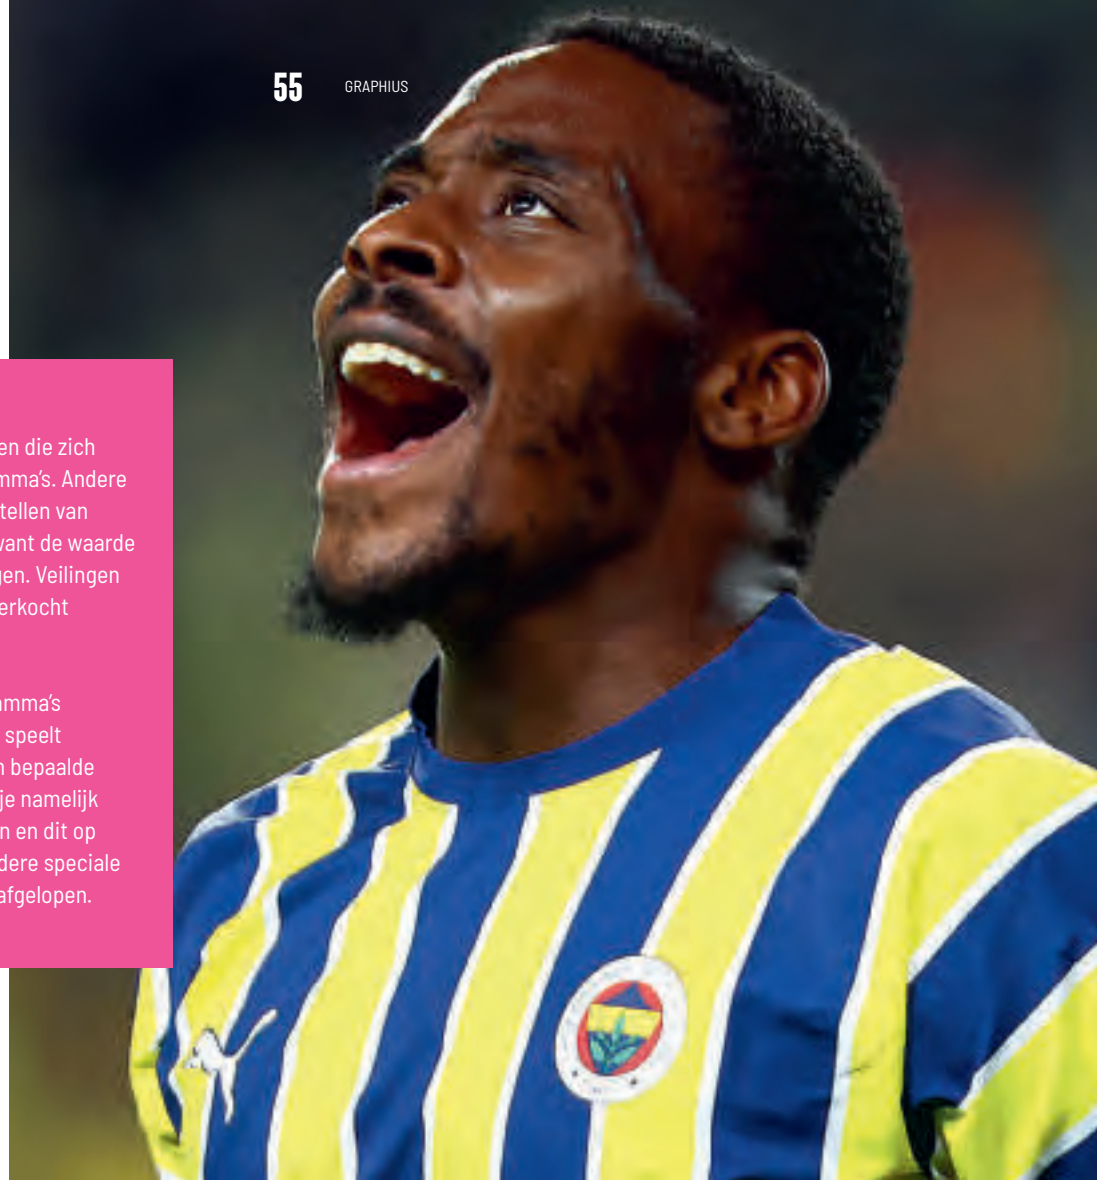 55 GRAPHIUS
en die zich
mma's. Andere
tellen van
want de waarde
gen. Veilingen
erkocht
amma's
speelt
n bepaalde
je namelijk
n en dit op
dere speciale
afgelopen.